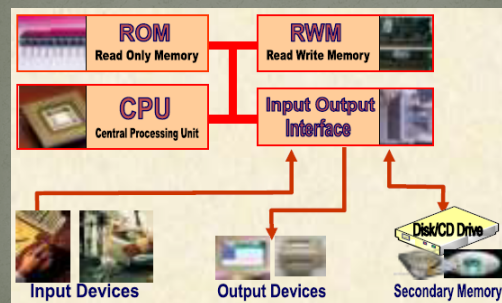 ROM
Read Only Memory
RWM
Read Write Memory
CPU
Central Processing Unit
Input Output
Interface
Disk/CD Drive
Input Devices
Output Devices
Secondary Memory